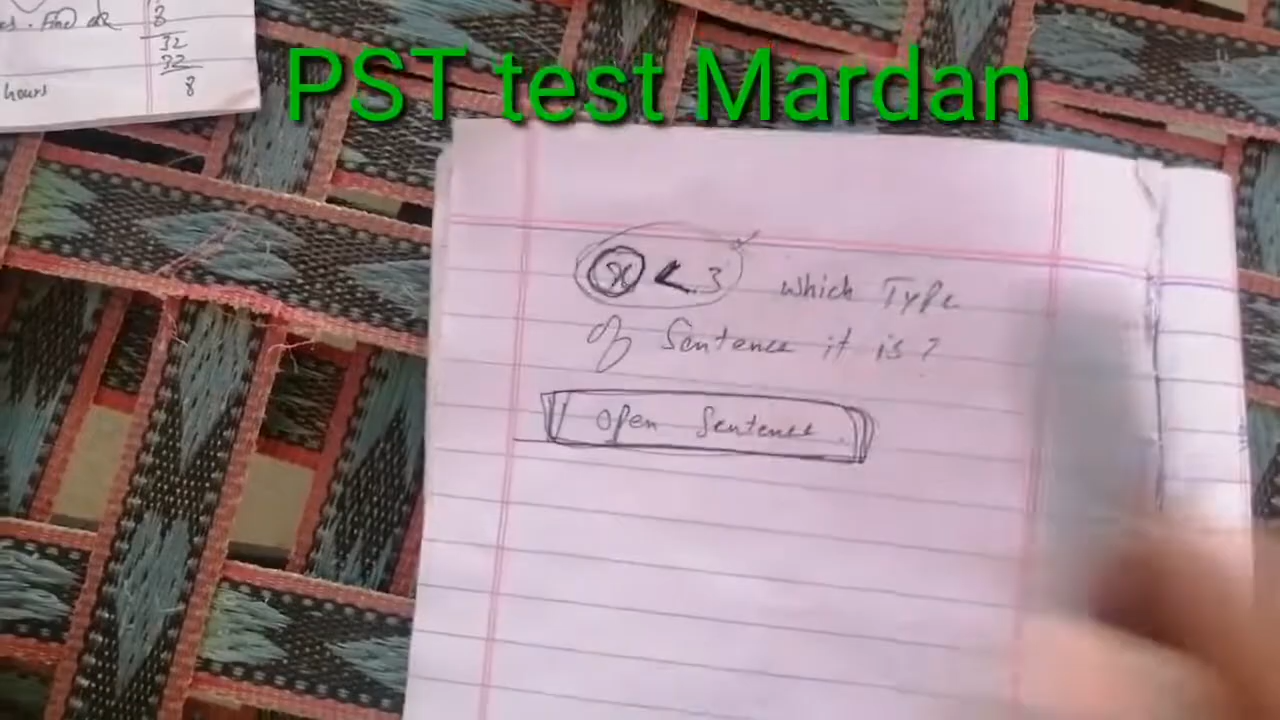 8
32
32
8
hours
PST test Mardan
x < 3 which Type
of Sentence it is?
Open Sentence